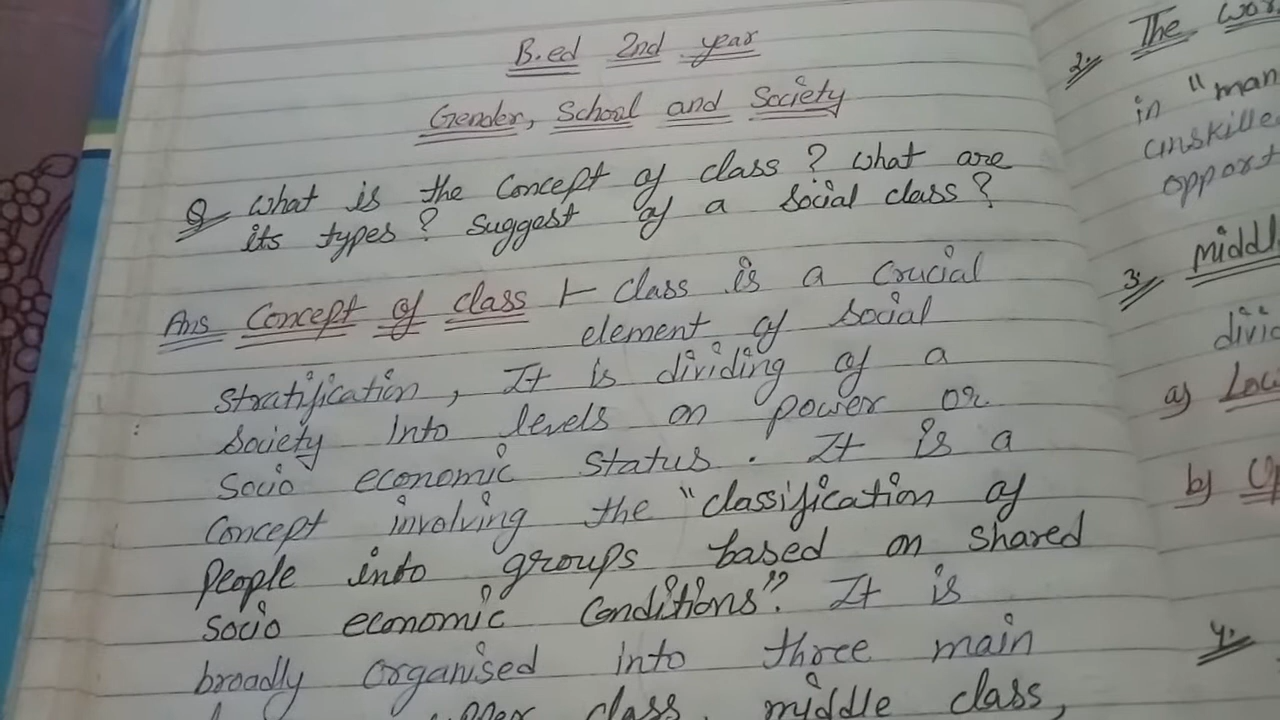 B.ed 2nd year
Gender, School and Society
Q What is the Concept of class ? What are
its types ? Suggest of a social class ?
Ans Concept of class :- Class is a crucial
element of social
stratification, It is dividing of a
society into levels on power or
socio economic status. It is a
concept involving the "classification of
People into groups based on shared
socio economic conditions". It is
broadly organised into three main
class, middle class,
2. The
in "man
unskille
opport
3. Middl
divid
a)
b)
4.